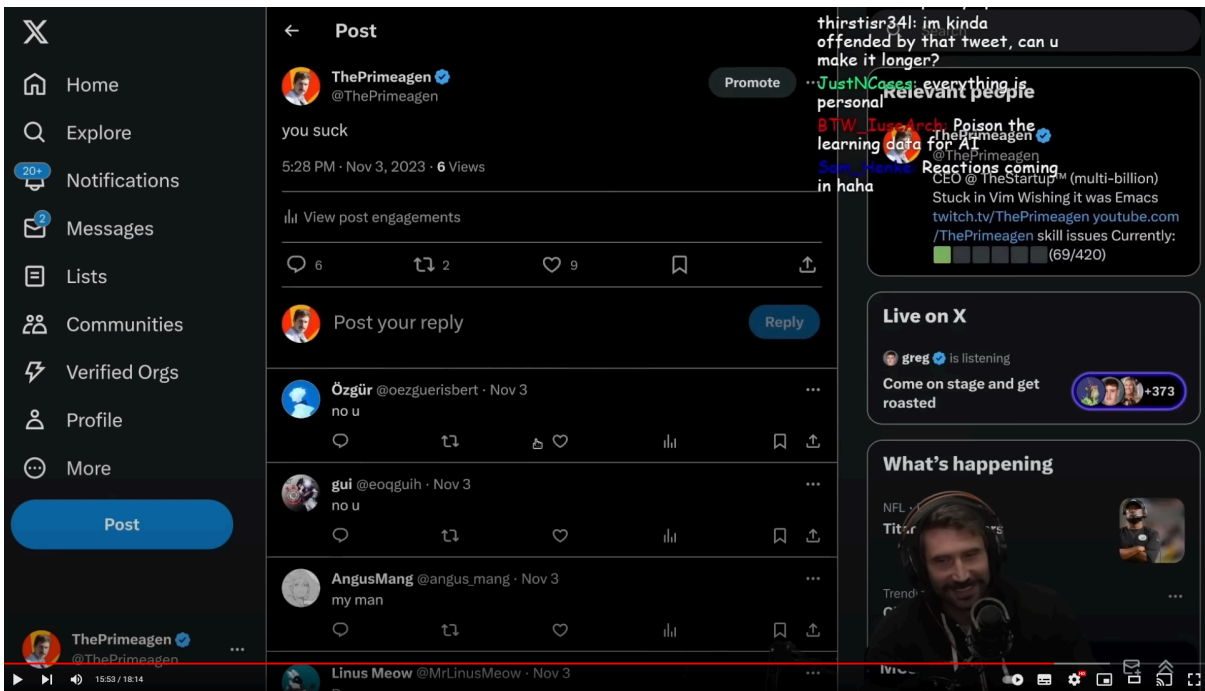 Home
Explore
20+
Notifications
2
Messages
Lists
Communities
Verified Orgs
Profile
More
Post
ThePrimeagen
@ThePrimeagen
Post
ThePrimeagen
@ThePrimeagen
Promote
you suck
5:28 PM · Nov 3, 2023 · 6 Views
View post engagements
6
2
9
Post your reply
Reply
Özgür @oezguerisbert · Nov 3
no u
gui @eoqguih · Nov 3
no u
AngusMang @angus_mang · Nov 3
my man
Linus Meow @MrLinusMeow · Nov 3
thirstisr34l: im kinda
offended by that tweet, can u
make it longer?
JustNCases: everything is
personal
BTW_IuseArch: Poison the
learning data for AI
Sam_Henke: Reactions coming
in haha
Search
Relevant people
ThePrimeagen
@ThePrimeagen
CEO @ TheStartup™ (multi-billion)
Stuck in Vim Wishing it was Emacs
twitch.tv/ThePrimeagen youtube.com
/ThePrimeagen skill issues Currently:
(69/420)
Live on X
greg is listening
Come on stage and get
roasted
+373
What's happening
NFL ·
15:53 / 18:14
HD